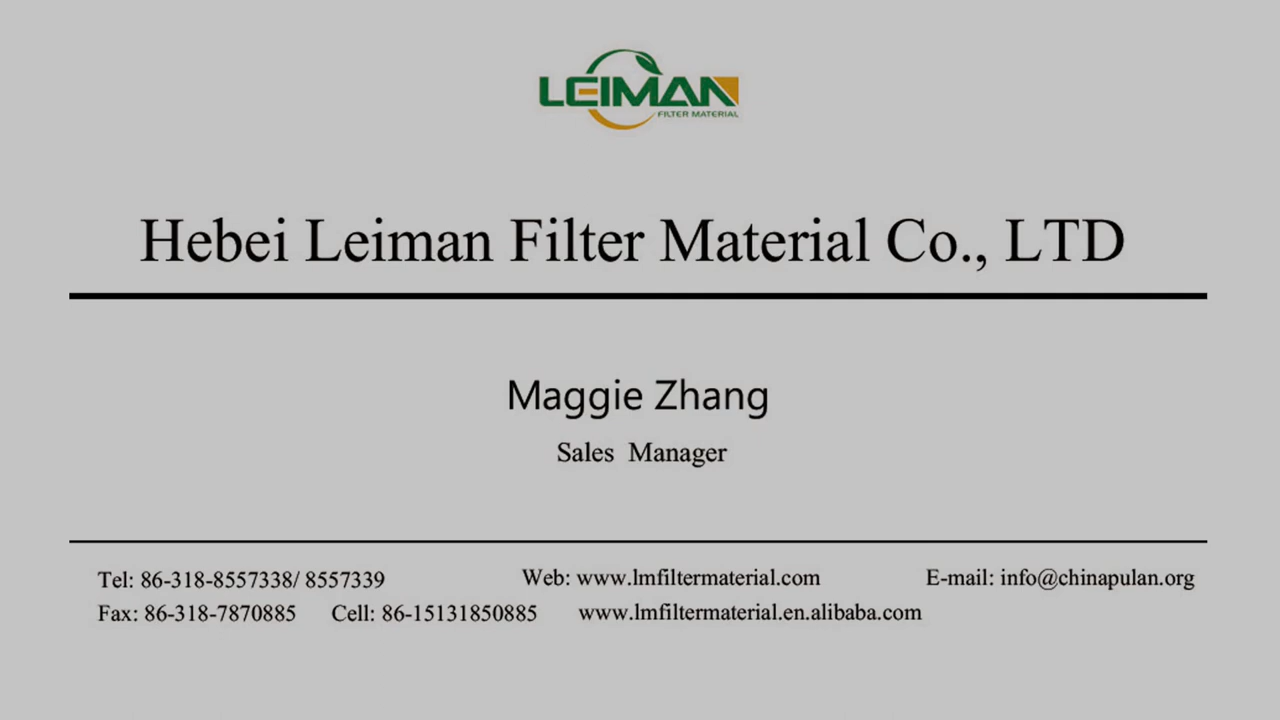 LEIMAN
FILTER MATERIAL
Hebei Leiman Filter Material Co., LTD
Maggie Zhang
Sales Manager
Tel: 86-318-8557338/ 8557339 Web: www.lmfiltermaterial.com E-mail: info@chinapulan.org
Fax: 86-318-7870885 Cell: 86-15131850885 www.lmfiltermaterial.en.alibaba.com